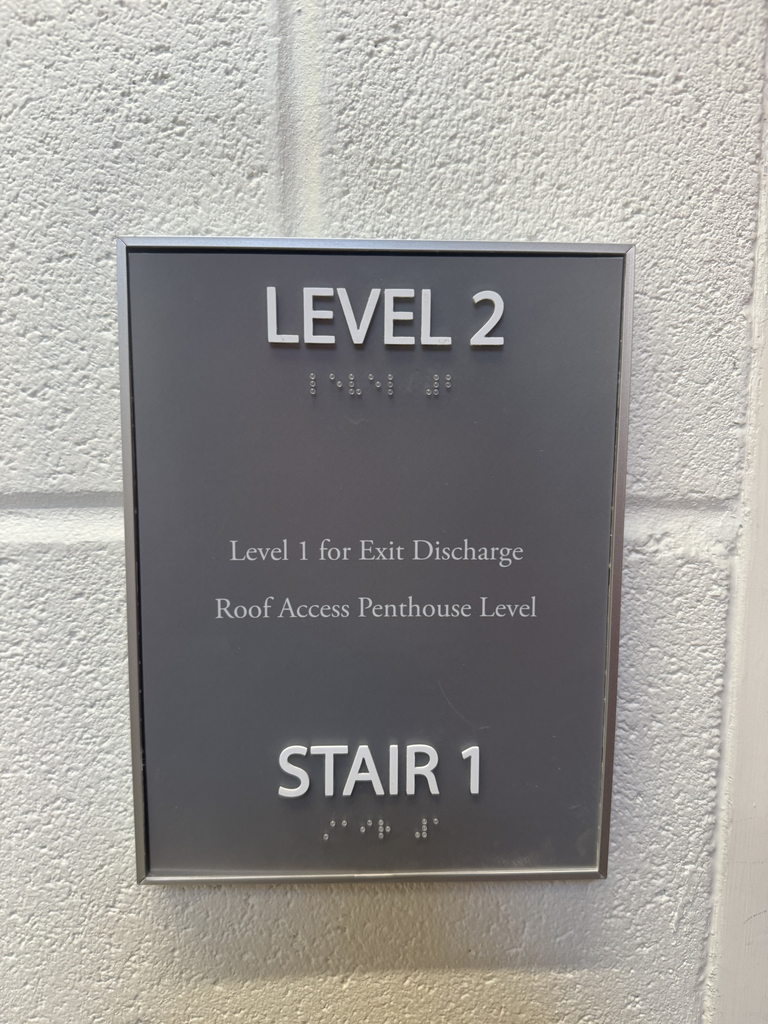 LEVEL 2
Level 1 for Exit Discharge
Roof Access Penthouse Level
STAIR 1